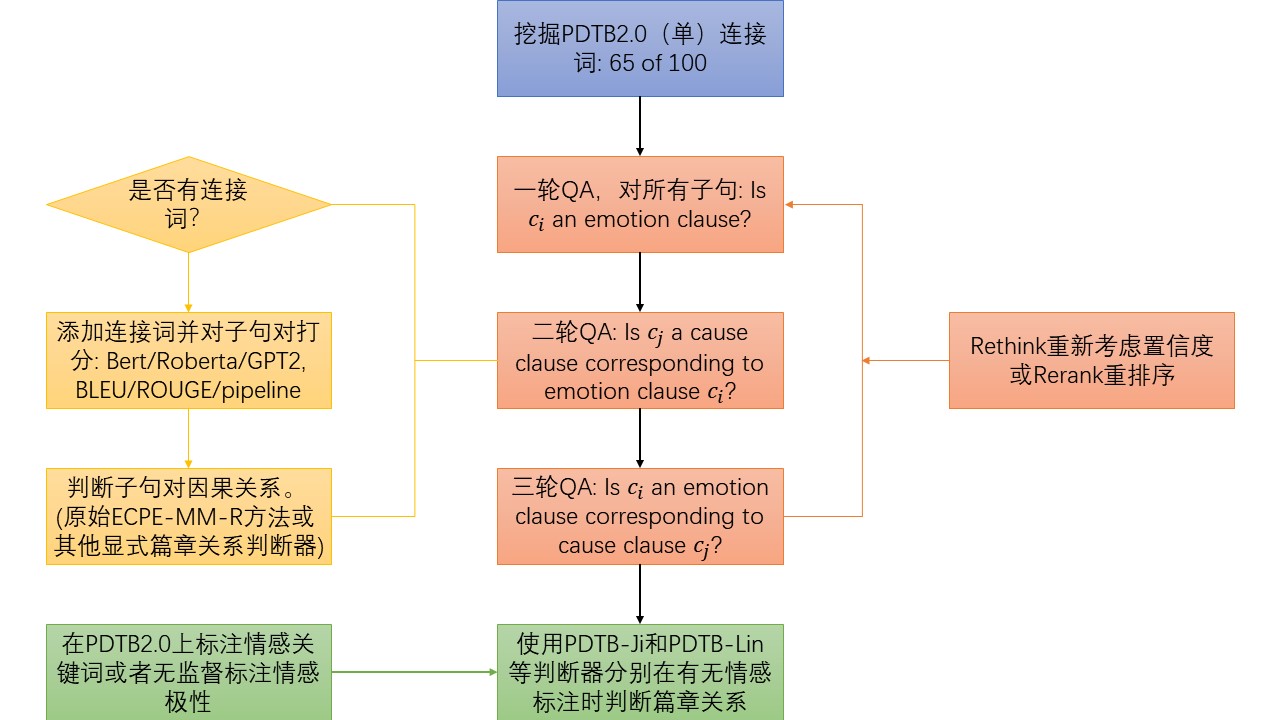 挖掘PDTB2.0（单）连接
词: 65 of 100
是否有连接
词？
一轮QA，对所有子句: Is
cᵢ an emotion clause?
添加连接词并对子句对打
分: Bert/Roberta/GPT2,
BLEU/ROUGE/pipeline
二轮QA: Is cⱼ a cause
clause corresponding to
emotion clause cᵢ?
Rethink重新考虑置信度
或Rerank重排序
判断子句对因果关系。
(原始ECPE-MM-R方法或
其他显式篇章关系判断器)
三轮QA: Is cᵢ an emotion
clause corresponding to
cause clause cⱼ?
在PDTB2.0上标注情感关
键词或者无监督标注情感
极性
使用PDTB-Ji和PDTB-Lin
等判断器分别在有无情感
标注时判断篇章关系